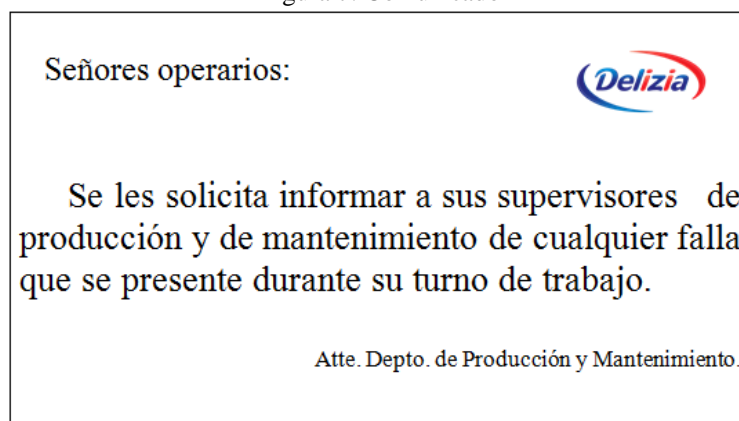 Señores operarios:
Delizia
Se les solicita informar a sus supervisores de
producción y de mantenimiento de cualquier falla
que se presente durante su turno de trabajo.
Atte. Depto. de Producción y Mantenimiento.